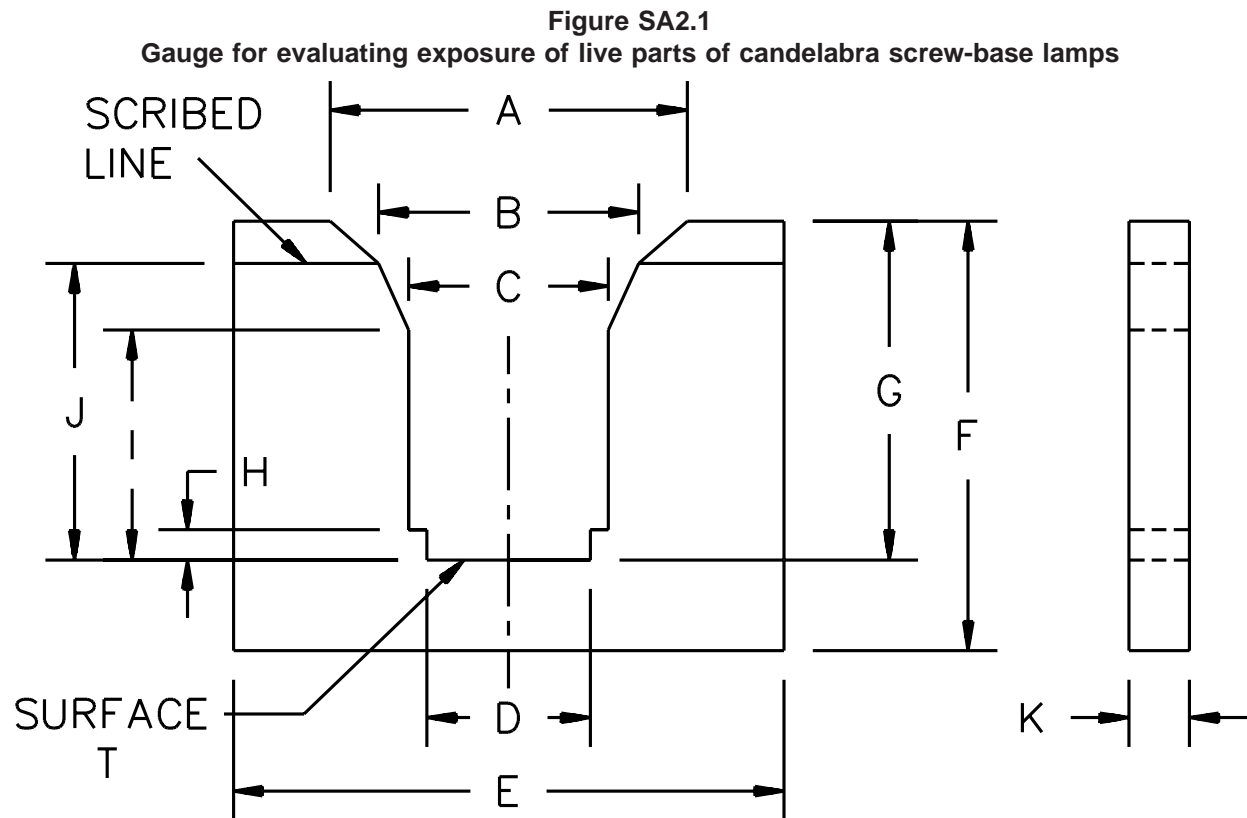 Figure SA2.1
Gauge for evaluating exposure of live parts of candelabra screw-base lamps
SCRIBED
LINE
A
B
C
J
I
H
G
F
SURFACE
T
D
E
K